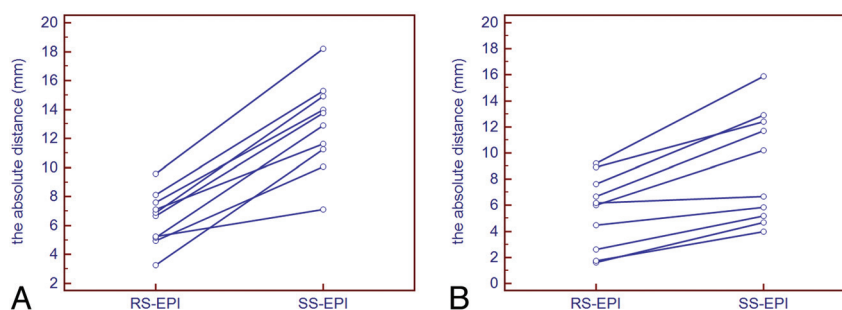 20
18
16
14
12
10
8
6
4
2
the absolute distance (mm)
RS-EPI
SS-EPI
A
20
18
16
14
12
10
8
6
4
2
0
the absolute distance (mm)
RS-EPI
SS-EPI
B